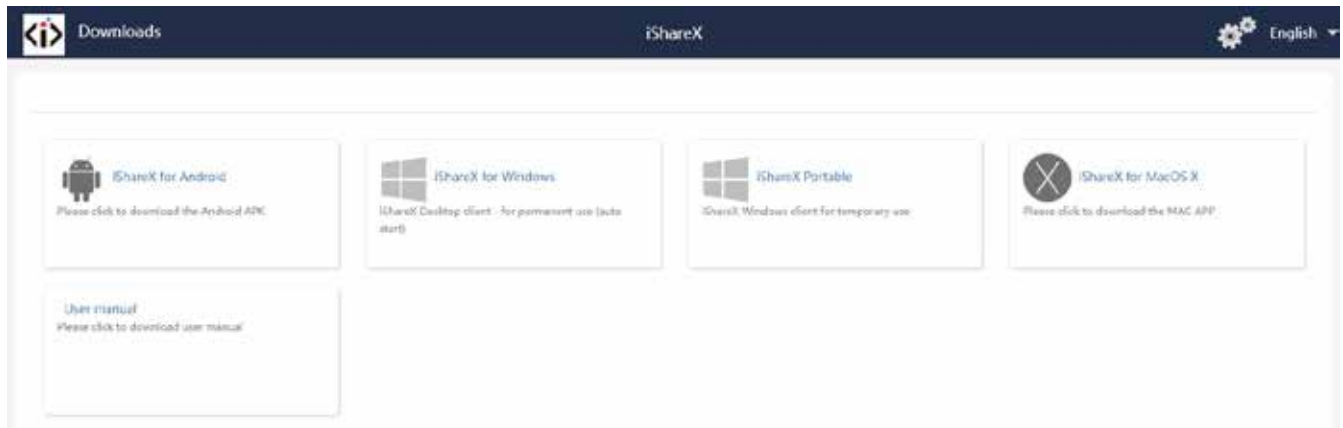 <i> Downloads
iShareX
English
iShareX for Android
Please click to download the Android APK
iShareX for Windows
iShareX Desktop client - for permanent use (auto
start)
iShareX Portable
iShareX Windows client for temporary use
iShareX for MacOS X
Please click to download the MAC APP
User manual
Please click to download user manual